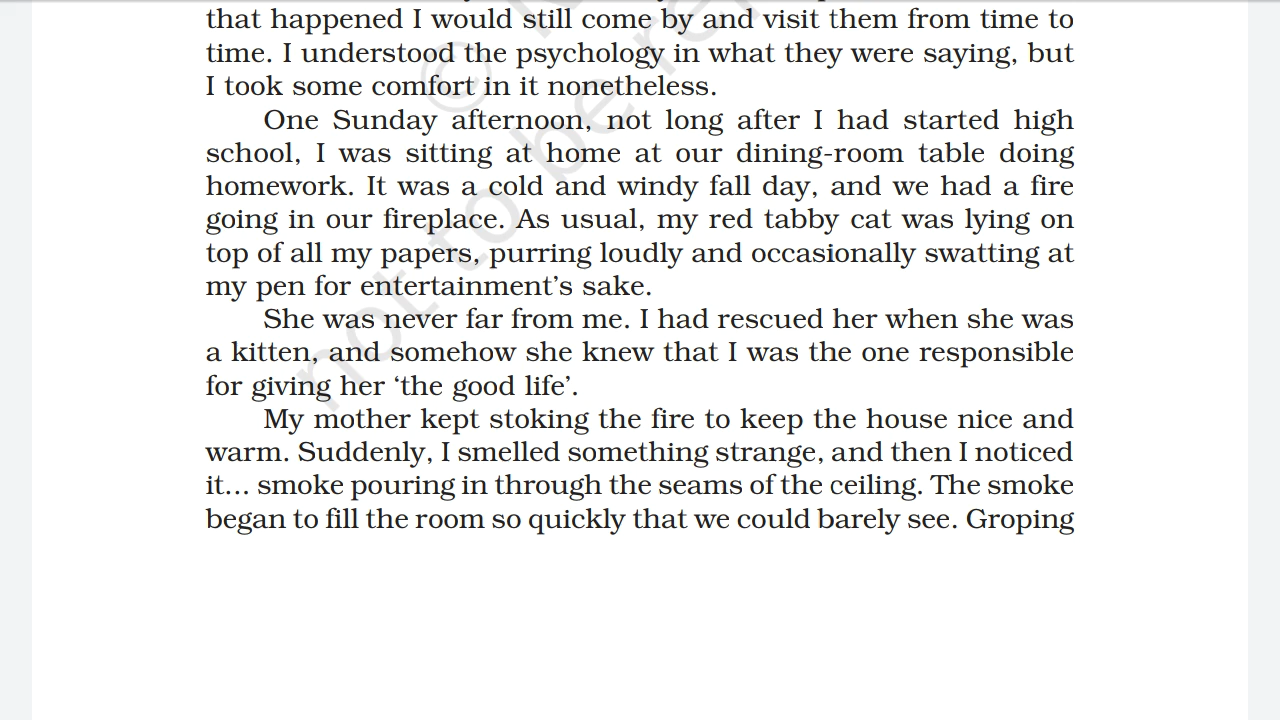 that happened I would still come by and visit them from time to
time. I understood the psychology in what they were saying, but
I took some comfort in it nonetheless.
One Sunday afternoon, not long after I had started high
school, I was sitting at home at our dining-room table doing
homework. It was a cold and windy fall day, and we had a fire
going in our fireplace. As usual, my red tabby cat was lying on
top of all my papers, purring loudly and occasionally swatting at
my pen for entertainment’s sake.
She was never far from me. I had rescued her when she was
a kitten, and somehow she knew that I was the one responsible
for giving her ‘the good life’.
My mother kept stoking the fire to keep the house nice and
warm. Suddenly, I smelled something strange, and then I noticed
it... smoke pouring in through the seams of the ceiling. The smoke
began to fill the room so quickly that we could barely see. Groping
©
not to be re